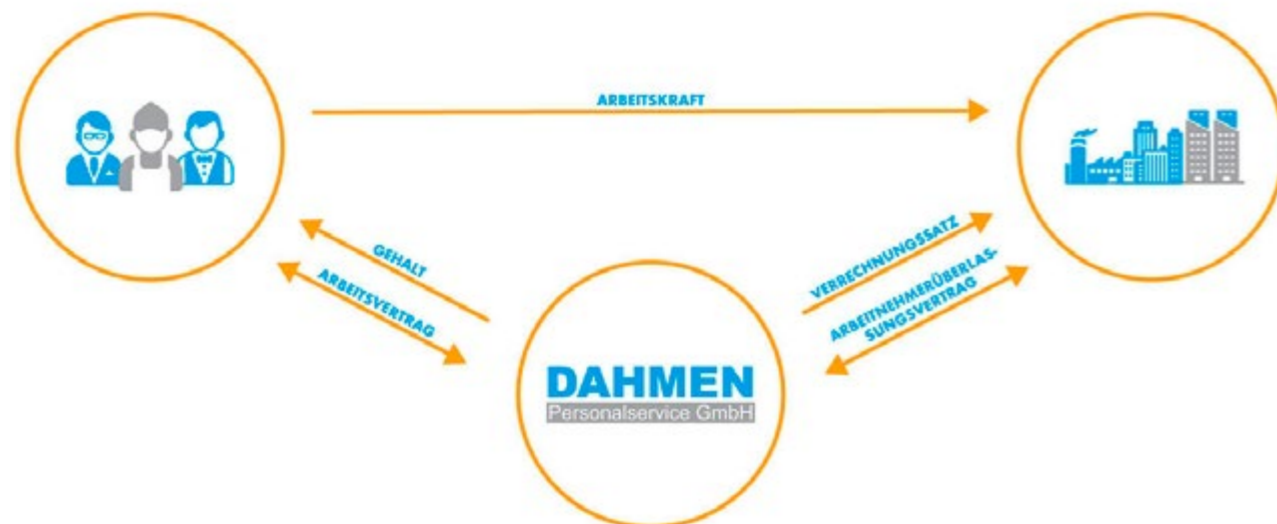 ARBEITSKRAFT
GEHALT
ARBEITSVERTRAG
VERRECHNUNGSSATZ
ARBEITNEHMERÜBERLAS-
SUNGSVERTRAG
DAHMEN
Personalservice GmbH